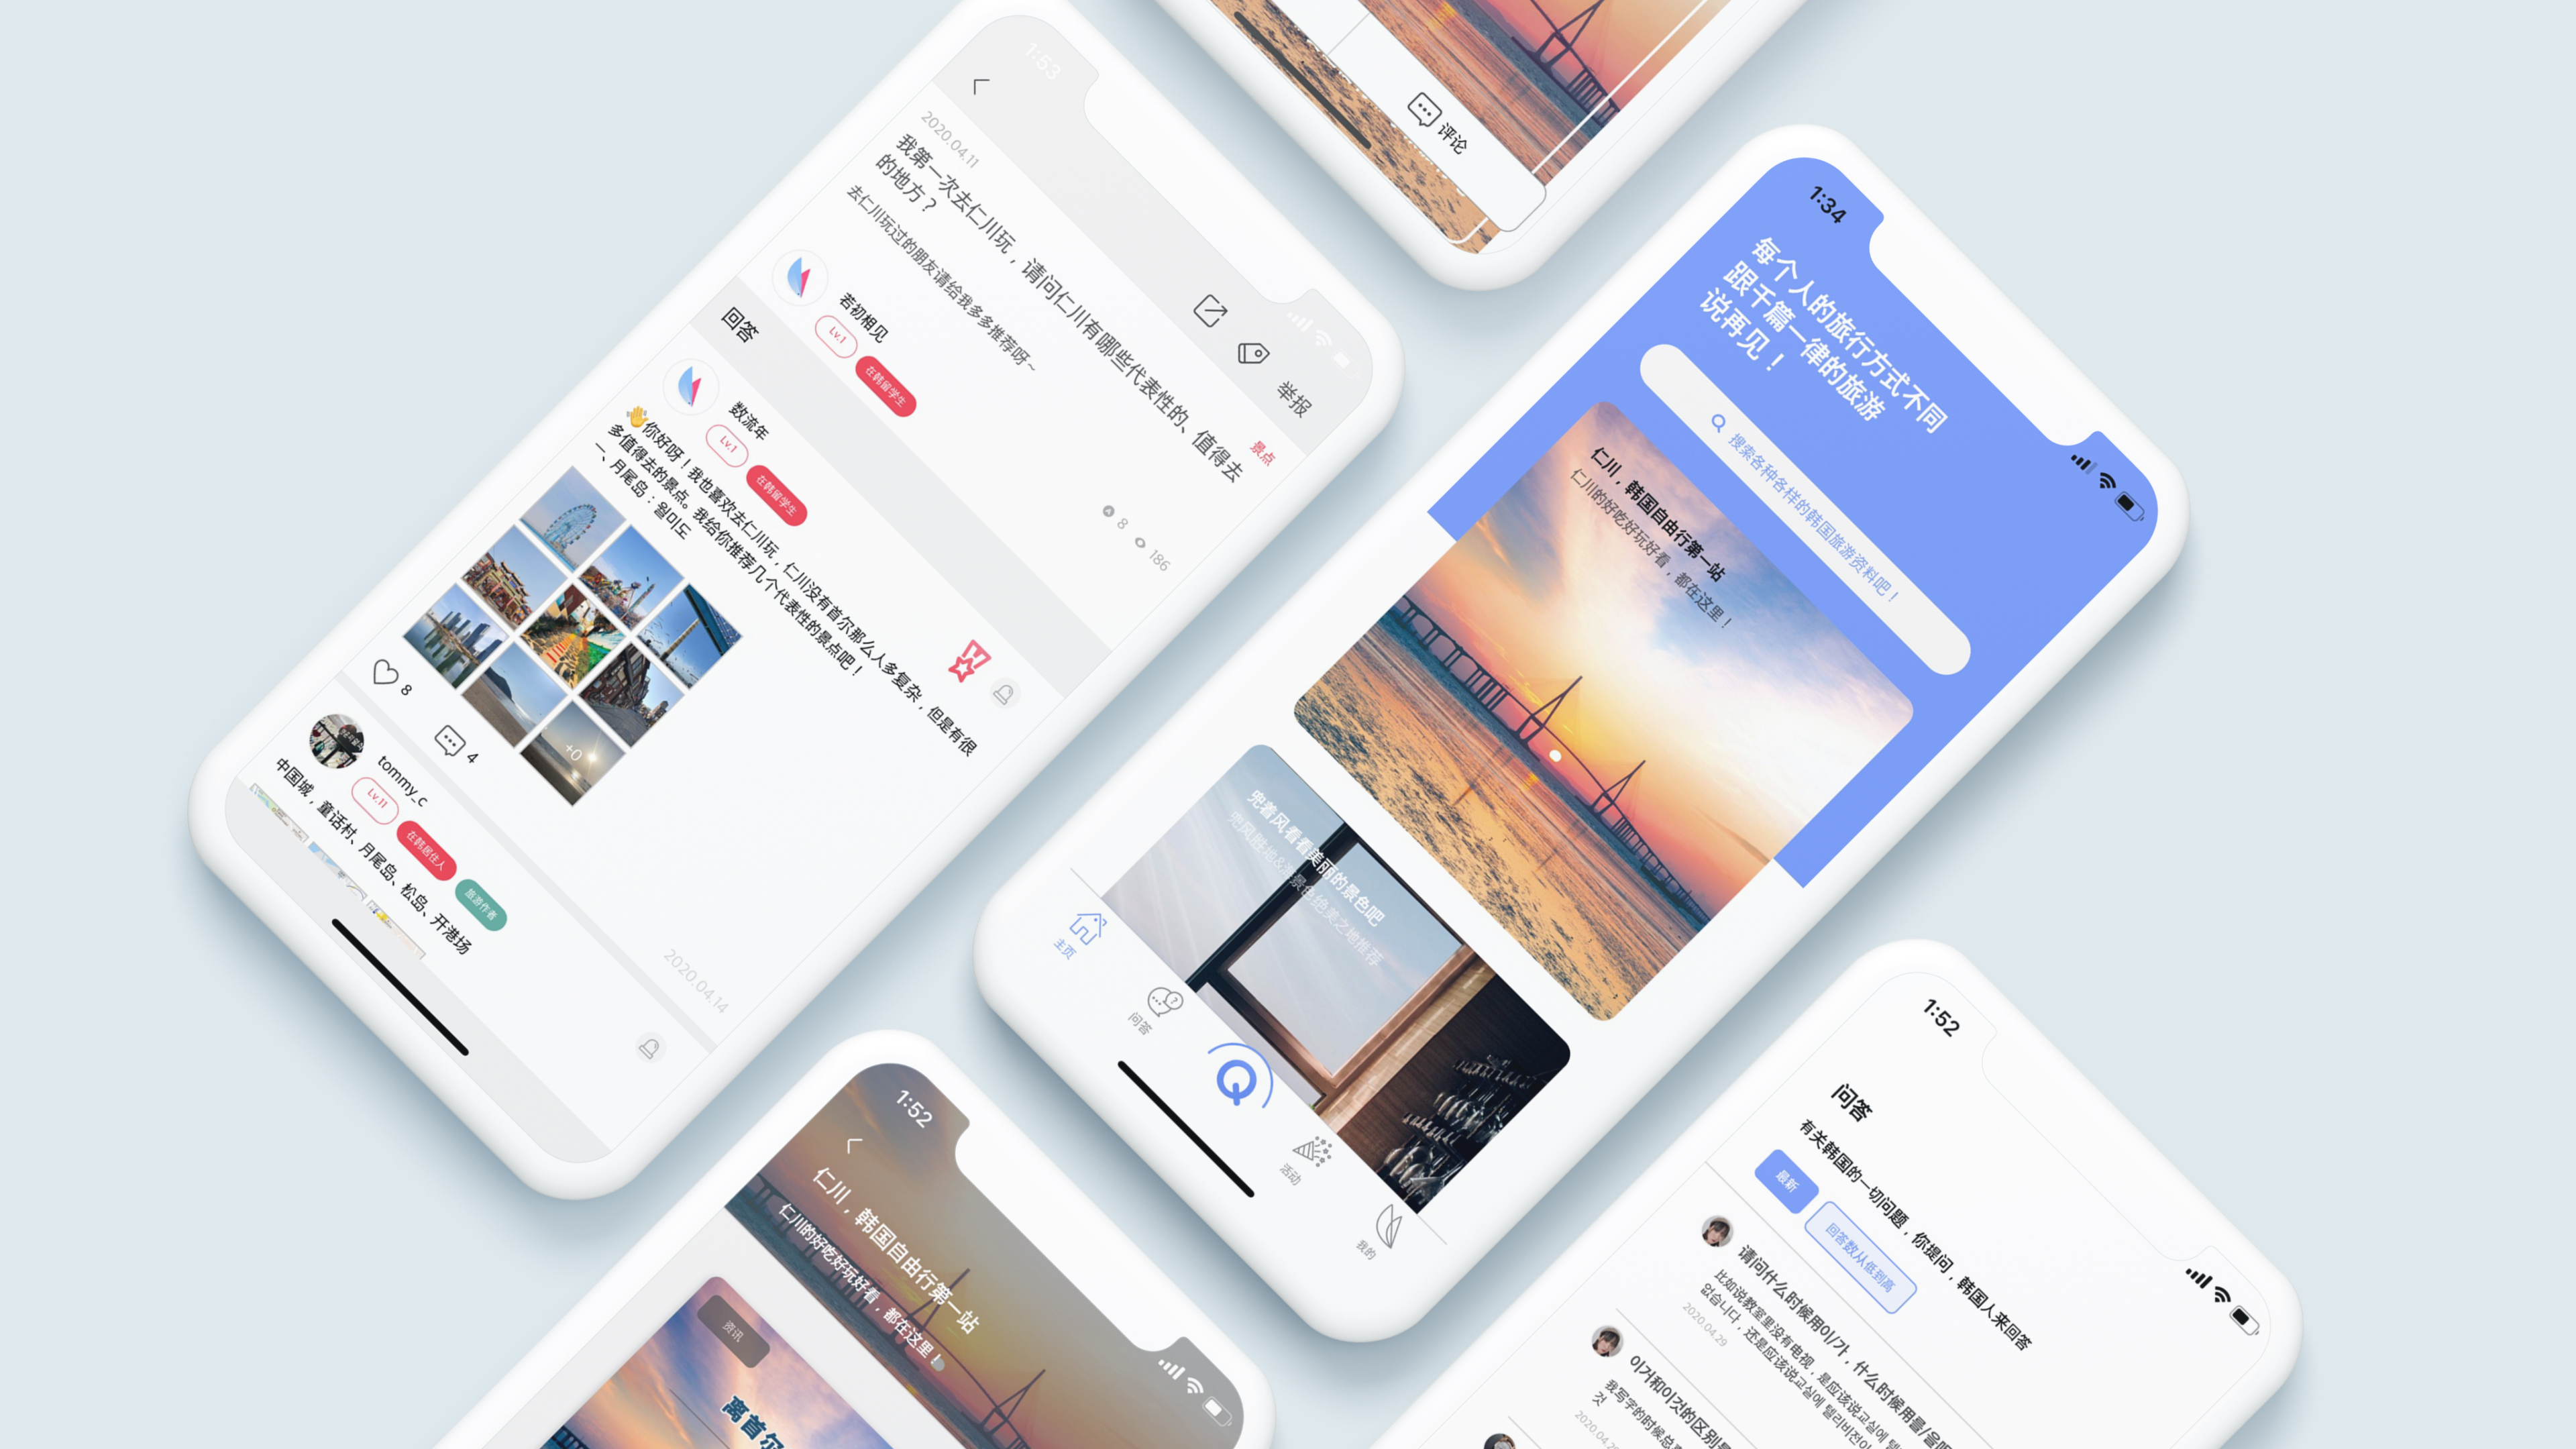 1:53
举报
2020.04.11
景点
我第一次去仁川玩，请问仁川有哪些代表性的、值得去
的地方？
去仁川玩过的朋友请给我多多推荐呀~
若初相见
Lv.1
在韩留学生
8
186
回答
数流年
Lv.1
在韩留学生
你好呀！我也喜欢去仁川玩，仁川没有首尔那么人多复杂，但是有很
多值得去的景点。我给你推荐几个代表性的景点吧！
一、月尾岛：월미도
+0
8
4
2020.04.14
tommy_c
Lv.11
在韩居住人
旅游作者
中国城，童话村、月尾岛、松岛、开港场
评论
1:34
每个人的旅行方式不同
跟千篇一律的旅游
说再见！
搜索各种各样的韩国旅游资料吧！
仁川，韩国自由行第一站
仁川的好吃好玩好看，都在这里！
兜着风看看美丽的景色吧
主页
问答
Q
活动
我的
1:52
仁川，韩国自由行第一站
仁川的好吃好玩好看，都在这里！
资讯
离首尔
1:52
问答
有关韩国的一切问题，你提问，韩国人来回答
最新
回答数从低到高
请问什么时候用이/가，什么时候用를/을呢
比如说教室里没有电视，是应该说교실에 텔
없습니다，还是应该说교실에 텔리비전이
2020.04.29
이거和이것的区别是
我写字的时候总
것
2020.04.29